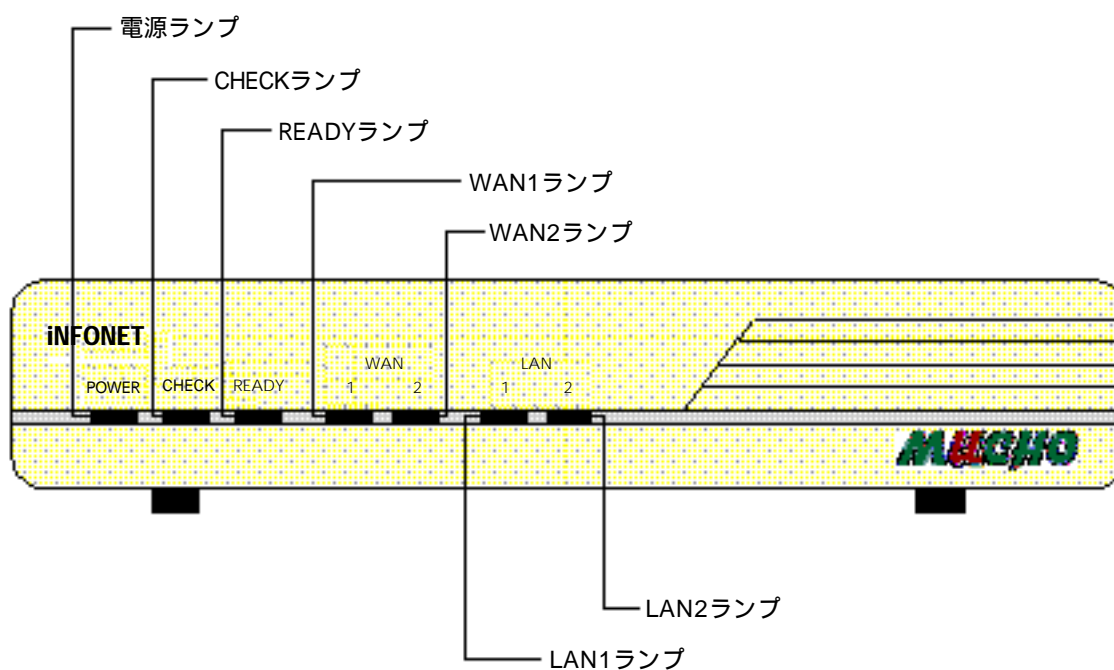 電源ランプ
CHECKランプ
READYランプ
WAN1ランプ
WAN2ランプ
iNFONET
WAN LAN
POWER CHECK READY 1 2 1 2
MUCHO
LAN2ランプ
LAN1ランプ